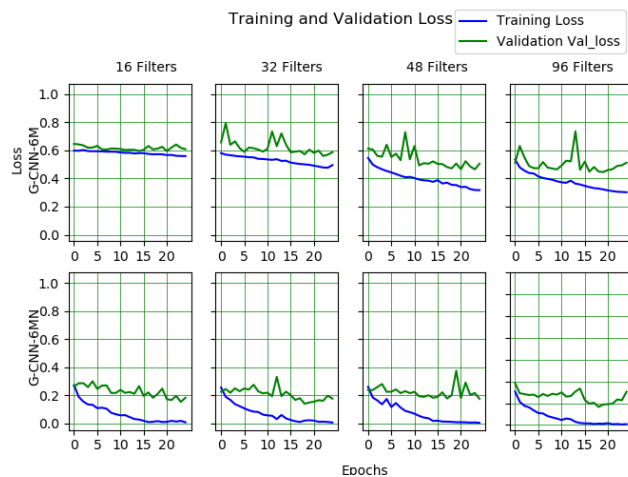 Training and Validation Loss
Training Loss
Validation Val_loss
16 Filters
32 Filters
48 Filters
96 Filters
Loss
G-CNN-6M
1.0
0.8
0.6
0.4
0.2
0.0
0 5 10 15 20
0 5 10 15 20
0 5 10 15 20
0 5 10 15 20
G-CNN-6MN
1.0
0.8
0.6
0.4
0.2
0.0
0 5 10 15 20
0 5 10 15 20
0 5 10 15 20
0 5 10 15 20
Epochs